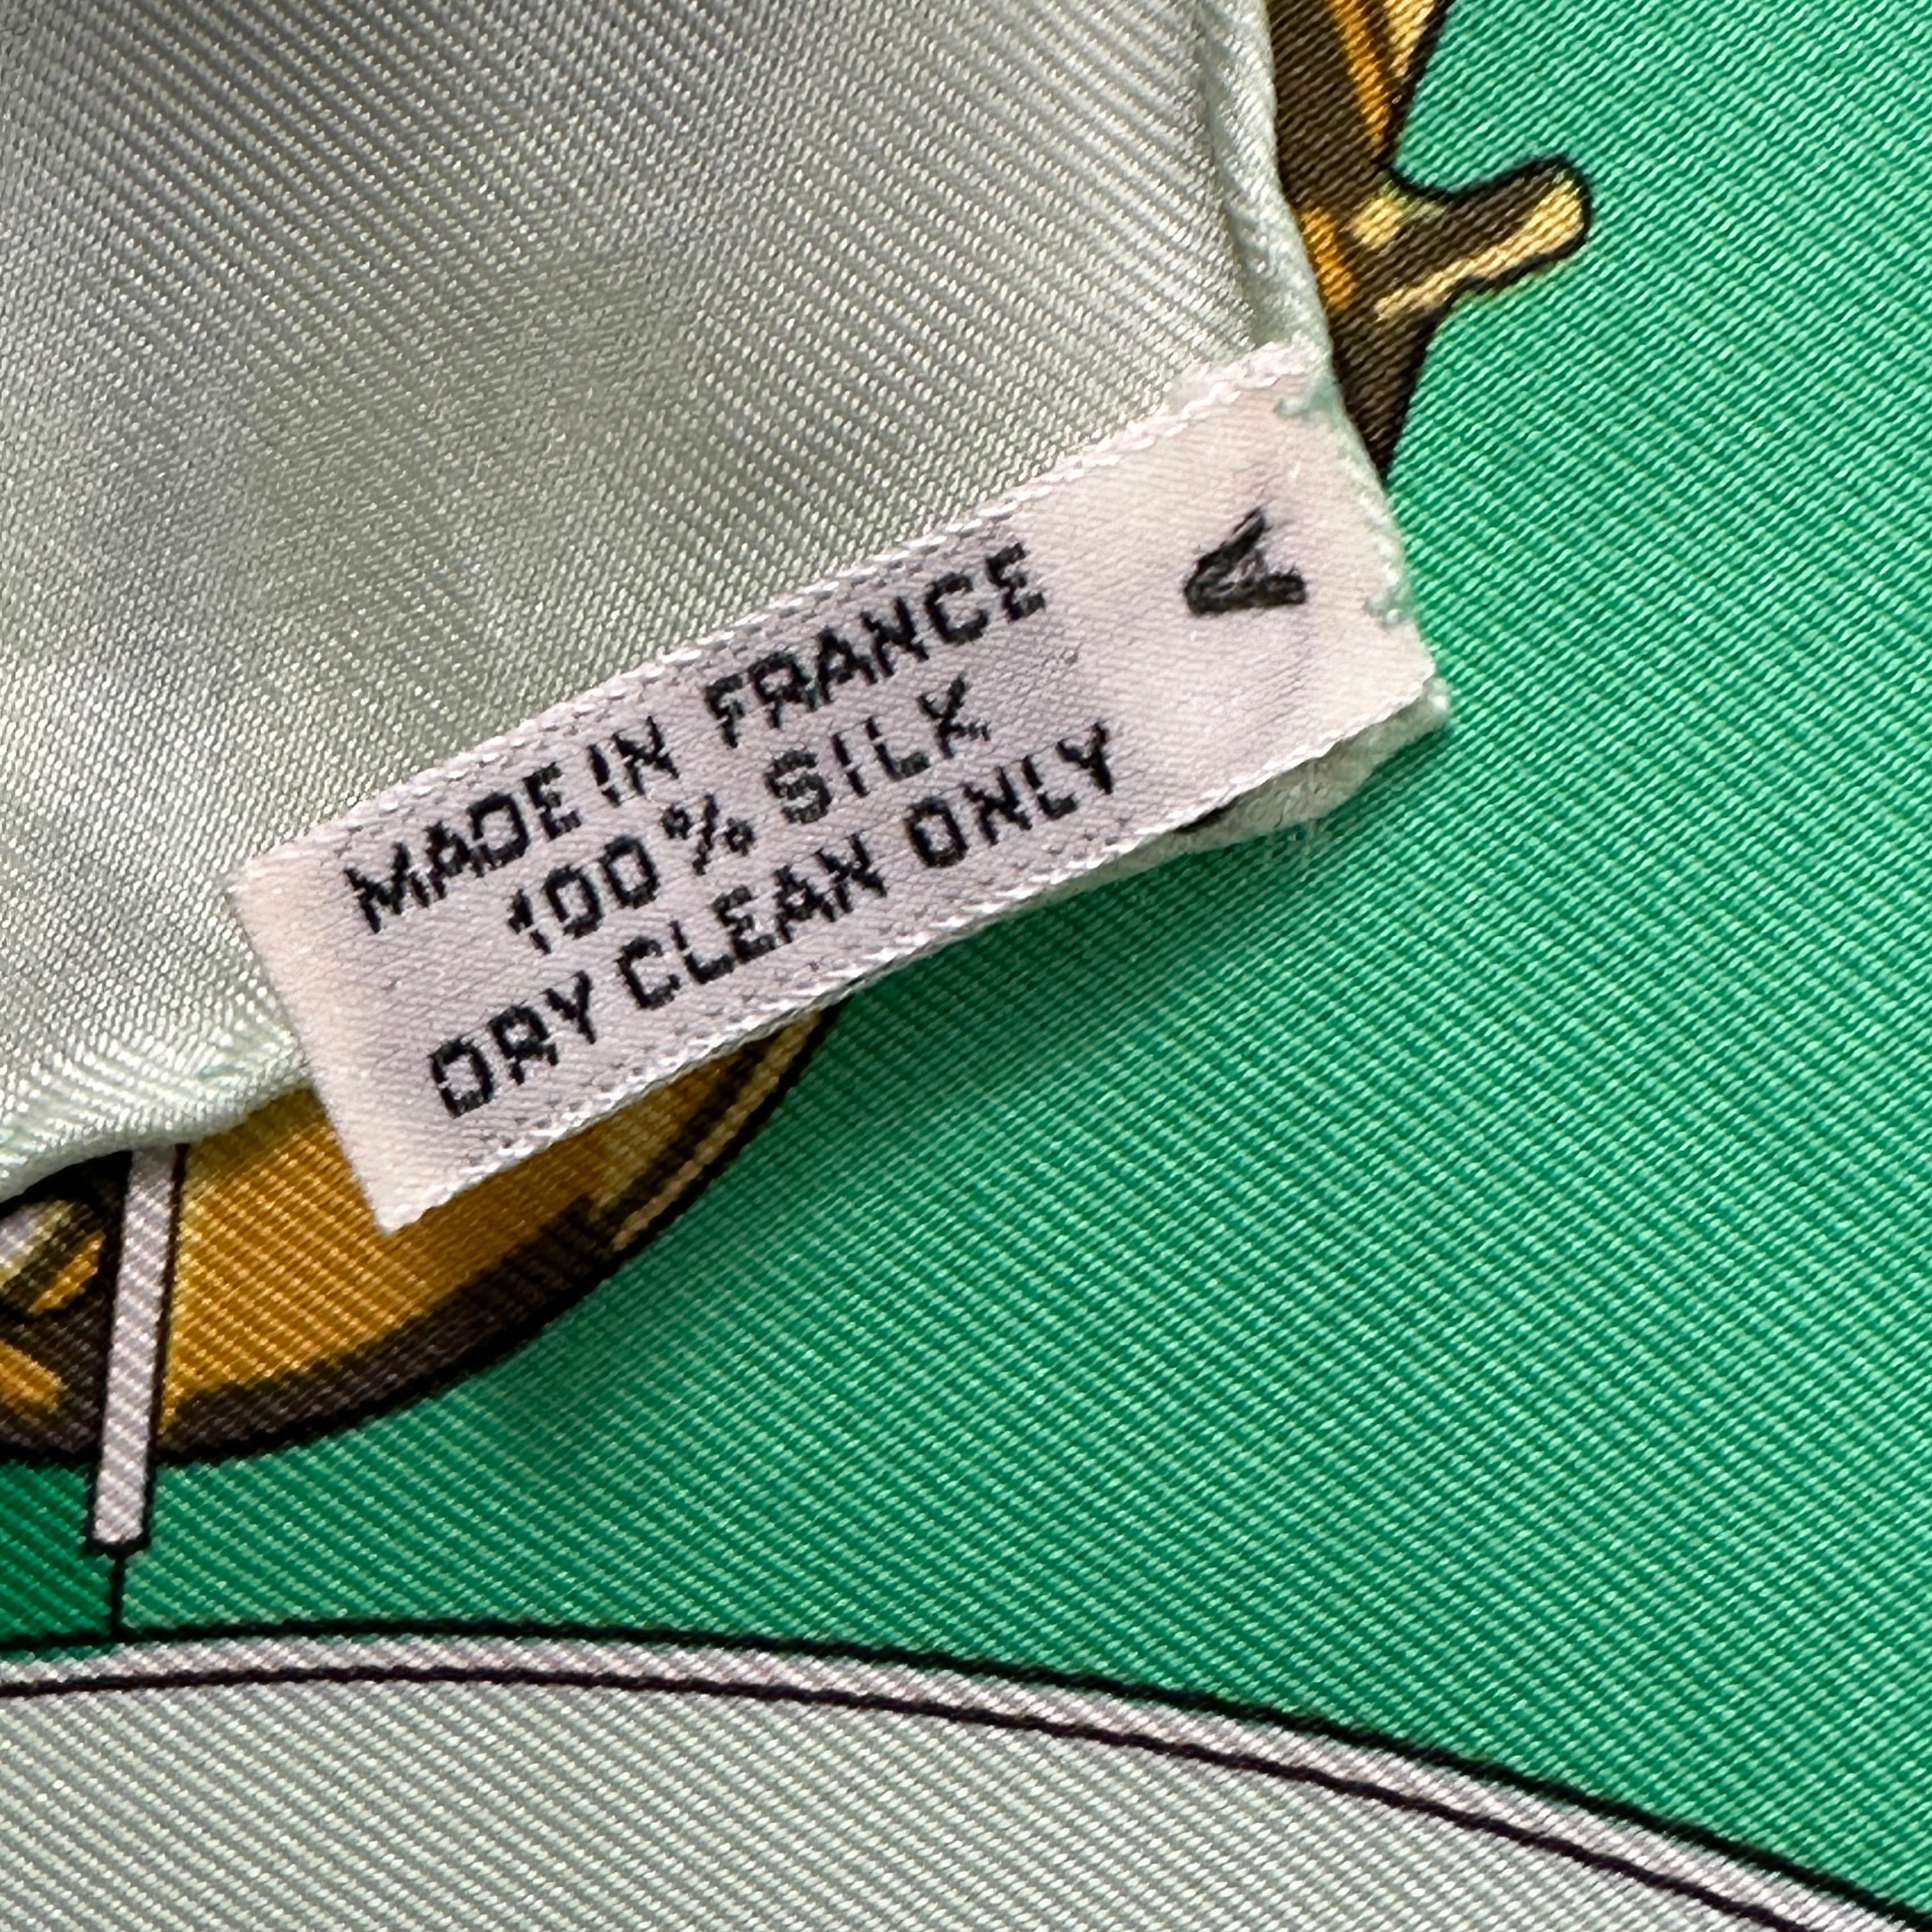 MADE IN FRANCE
100% SILK
DRY CLEAN ONLY
A